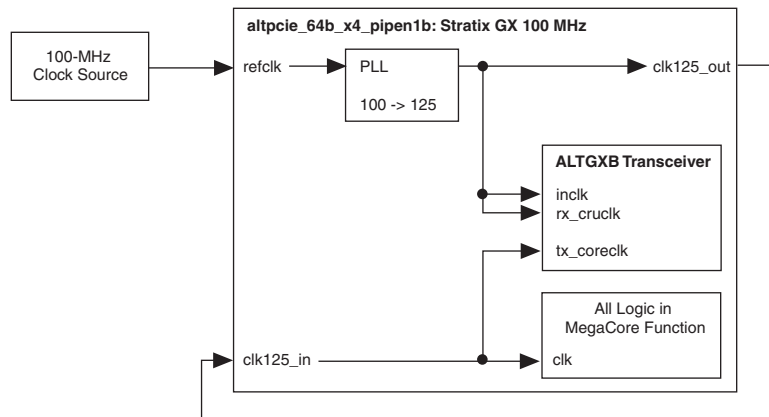 altpcie_64b_x4_pipen1b: Stratix GX 100 MHz
100-MHz
Clock Source
refclk
PLL
100 -> 125
clk125_out
ALTGXB Transceiver
inclk
rx_cruclk
tx_coreclk
All Logic in
MegaCore Function
clk125_in
clk